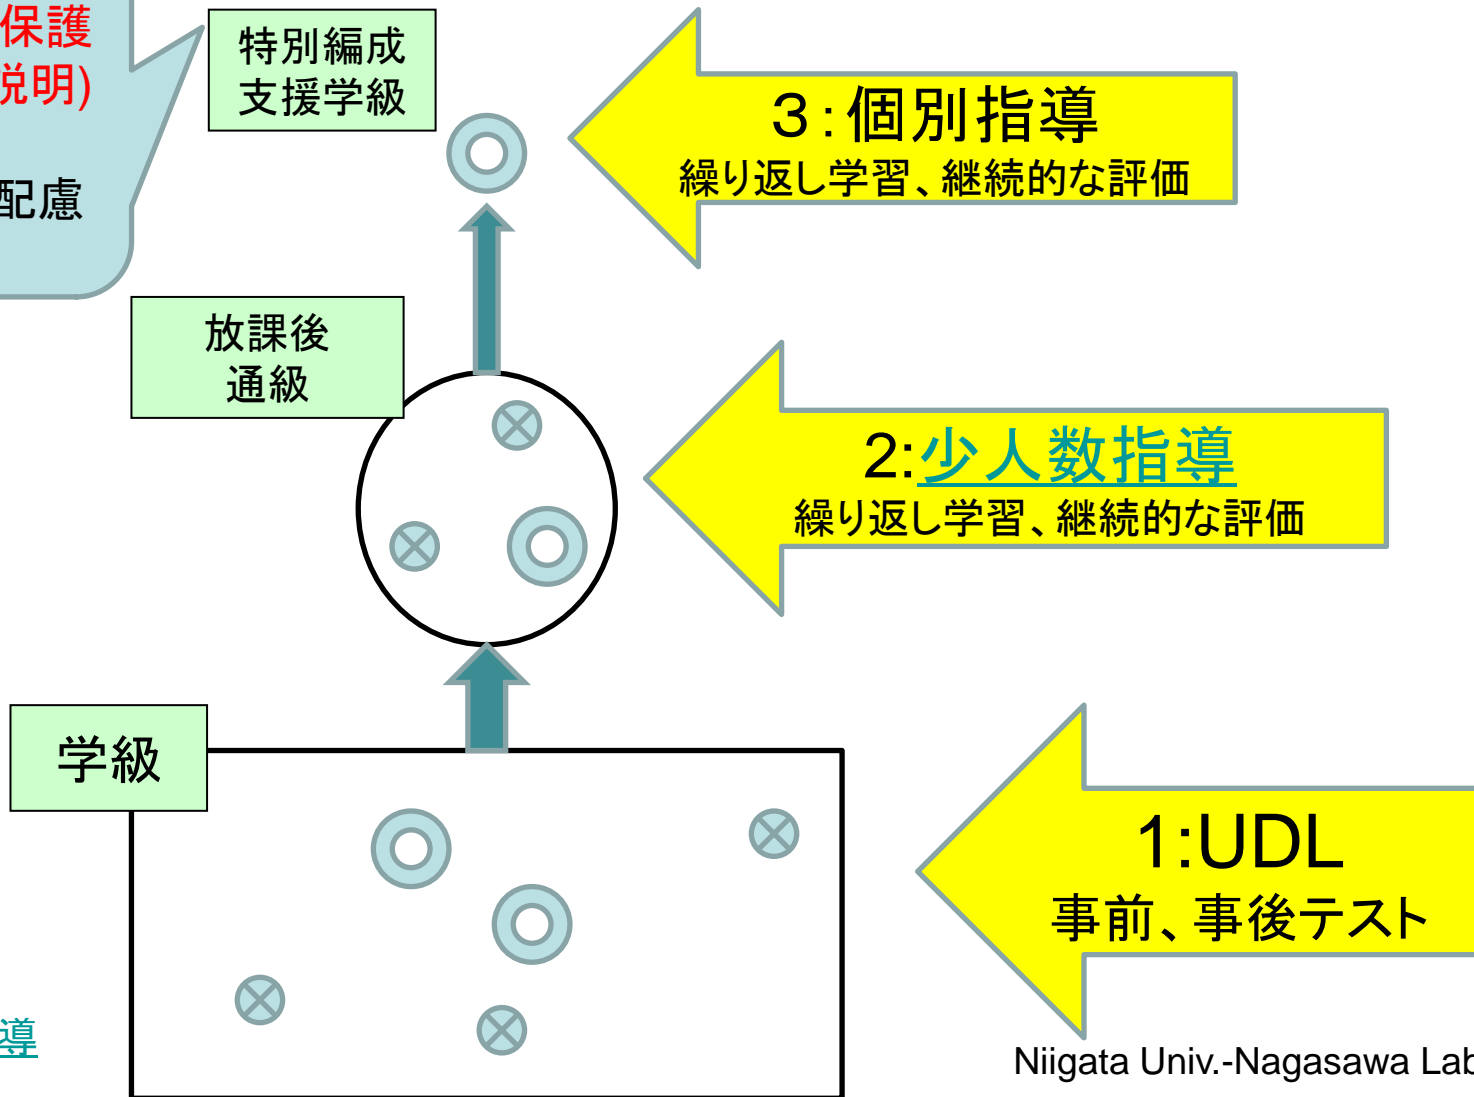 保護
説明)
配慮
特別編成
支援学級
3:個別指導
繰り返し学習、継続的な評価
放課後
通級
2:少人数指導
繰り返し学習、継続的な評価
学級
1:UDL
事前、事後テスト
導
Niigata Univ.-Nagasawa Lab